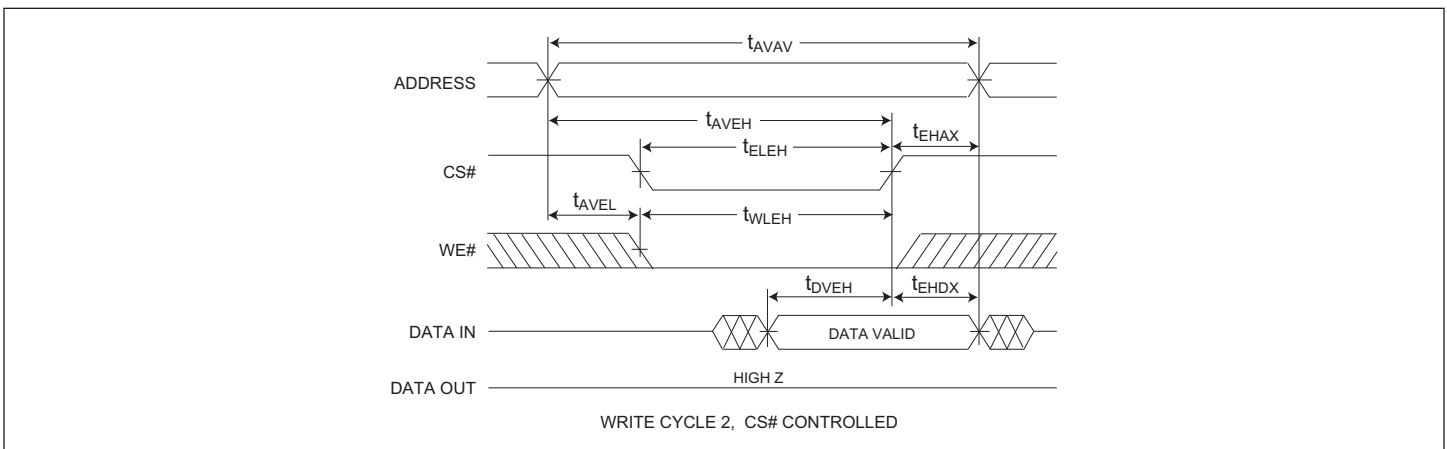 tAVAV
ADDRESS
tAVEH
tEHAX
tELEH
CS#
tAVEL
tWLEH
WE#
tDVEH
tEHDX
DATA IN
DATA VALID
HIGH Z
DATA OUT
WRITE CYCLE 2, CS# CONTROLLED